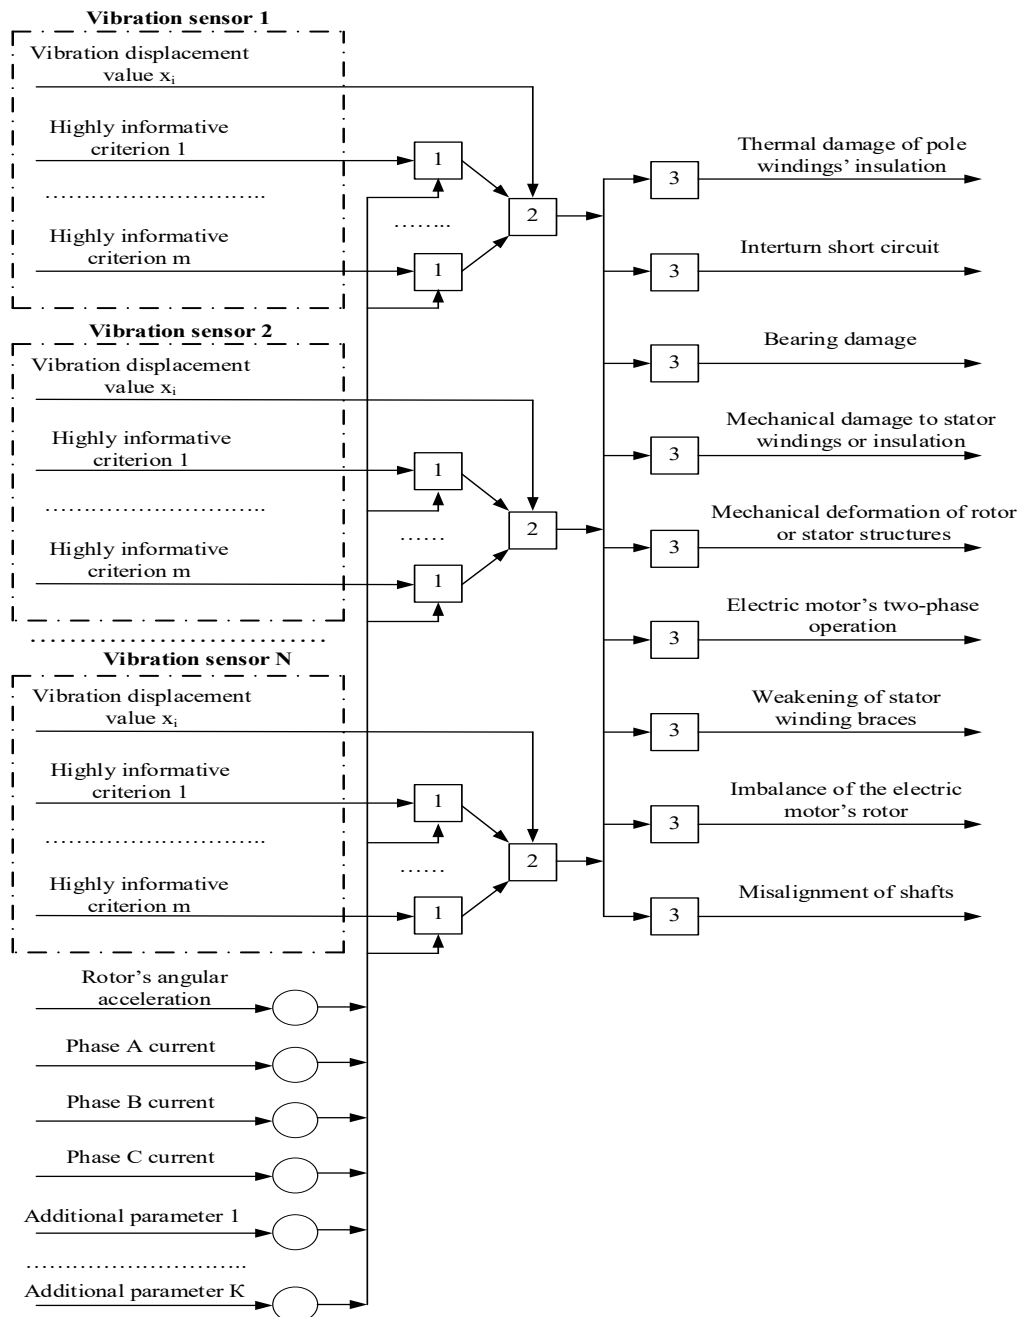 Vibration sensor 1
Vibration displacement
value xi
Highly informative
criterion 1
............................
Highly informative
criterion m
1
........
1
2
Vibration sensor 2
Vibration displacement
value xi
Highly informative
criterion 1
............................
Highly informative
criterion m
1
......
1
2
................................
Vibration sensor N
Vibration displacement
value xi
Highly informative
criterion 1
............................
Highly informative
criterion m
1
......
1
2
Rotor's angular
acceleration
Phase A current
Phase B current
Phase C current
Additional parameter 1
............................
Additional parameter K
3
Thermal damage of pole
windings' insulation
3
Interturn short circuit
3
Bearing damage
3
Mechanical damage to stator
windings or insulation
3
Mechanical deformation of rotor
or stator structures
3
Electric motor's two-phase
operation
3
Weakening of stator
winding braces
3
Imbalance of the electric
motor's rotor
3
Misalignment of shafts